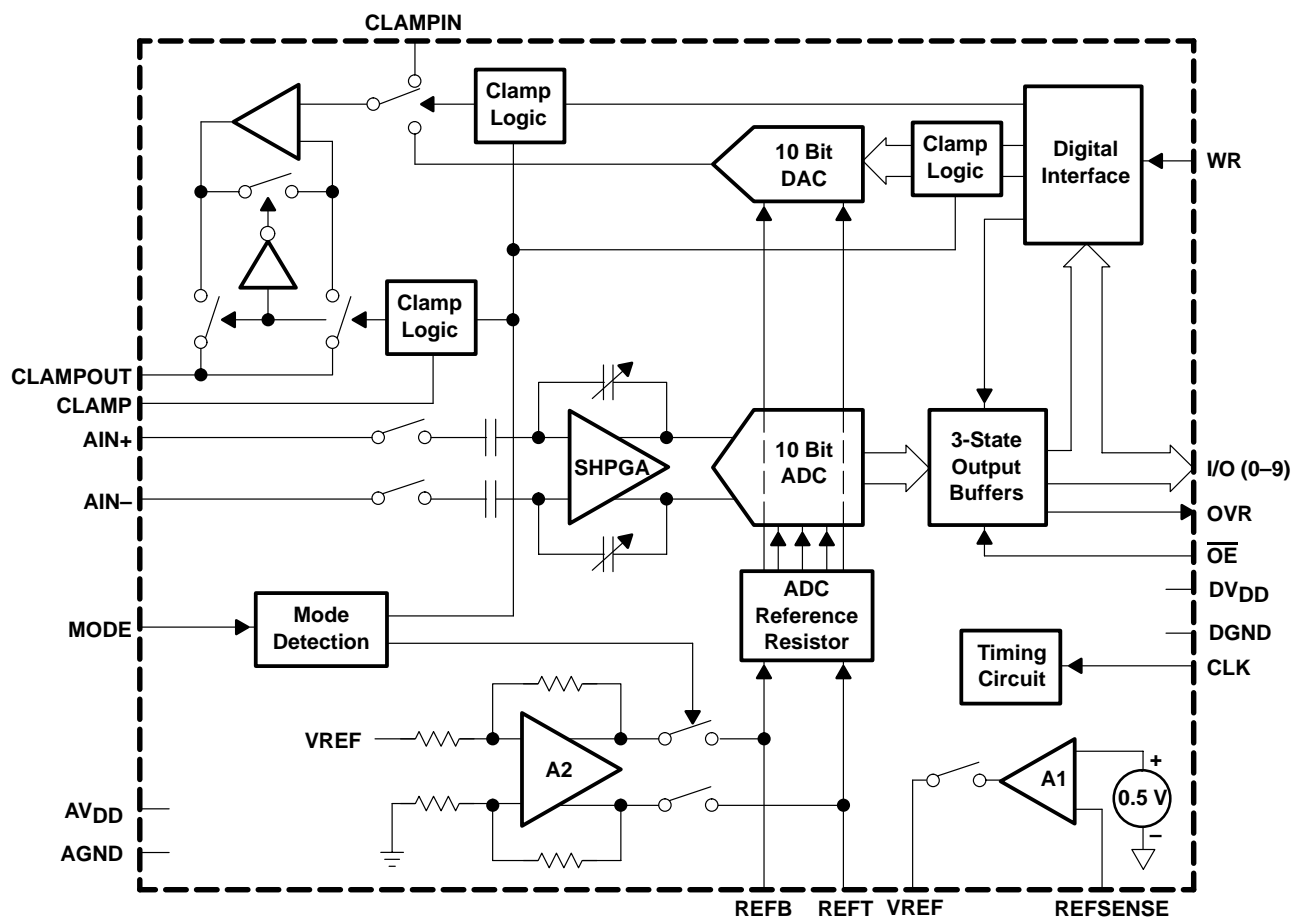 CLAMPIN
Clamp
Logic
10 Bit
DAC
Clamp
Logic
Digital
Interface
WR
Clamp
Logic
CLAMPOUT
CLAMP
AIN+
AIN–
SHPGA
10 Bit
ADC
3-State
Output
Buffers
I/O (0–9)
OVR
OE
DVDD
DGND
CLK
MODE
Mode
Detection
ADC
Reference
Resistor
Timing
Circuit
VREF
A2
A1
+
0.5 V
–
AVDD
AGND
REFB
REFT
VREF
REFSENSE